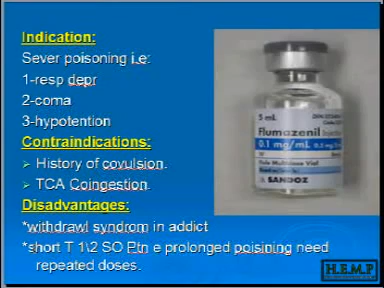 Indication:
Sever poisoning i.e:
1-resp depr
2-coma
3-hypotention
Contraindications:
History of covulsion.
TCA Coingestion.
Disadvantages:
*withdrawl syndrom in addict
*short T 1\2 SO Ptn e prolonged poisining need
repeated doses.
5 mL
Flumazenil Injection
0.1 mg/mL
Vial
SANDOZ
H.E.M.P